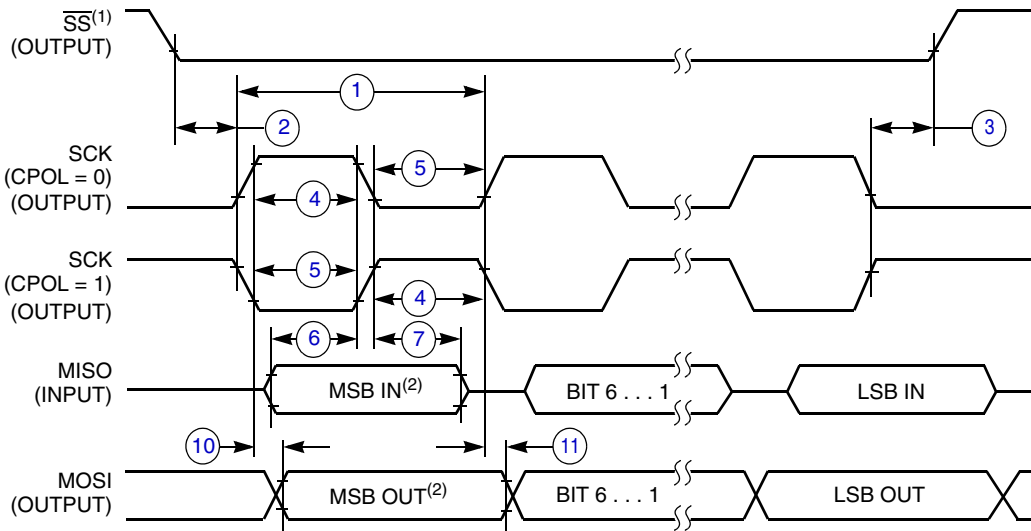 SS(1)
(OUTPUT)
1
2
3
SCK
(CPOL = 0)
(OUTPUT)
5
4
SCK
(CPOL = 1)
(OUTPUT)
5
4
6
7
MISO
(INPUT)
MSB IN(2)
BIT 6 . . . 1
LSB IN
10
11
MOSI
(OUTPUT)
MSB OUT(2)
BIT 6 . . . 1
LSB OUT